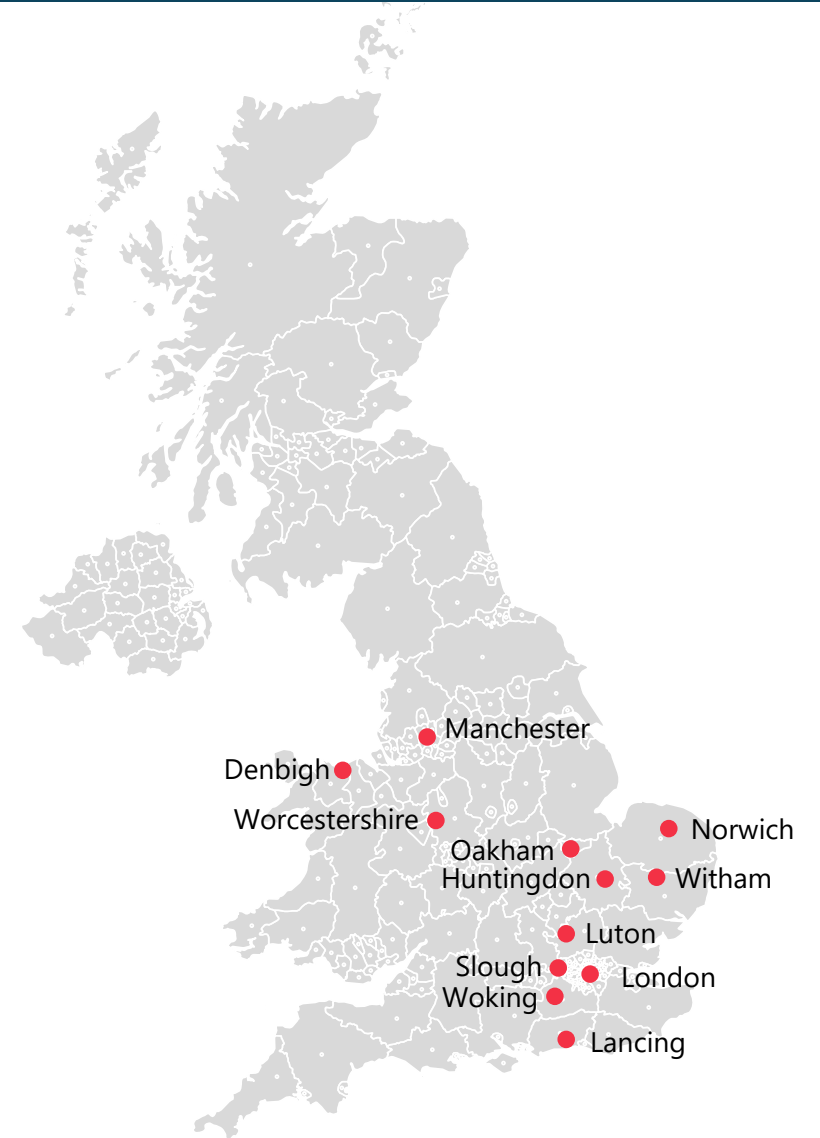 Manchester
Denbigh
Worcestershire
Norwich
Oakham
Huntingdon
Witham
Luton
Slough
London
Woking
Lancing